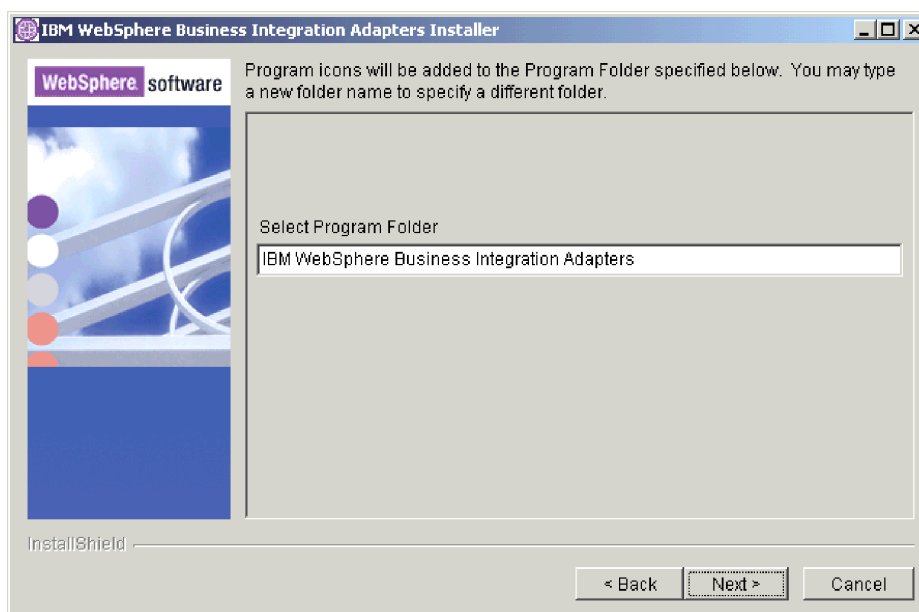 IBM WebSphere Business Integration Adapters Installer
WebSphere software
Program icons will be added to the Program Folder specified below. You may type
a new folder name to specify a different folder.
Select Program Folder
IBM WebSphere Business Integration Adapters
InstallShield
< Back
Next >
Cancel